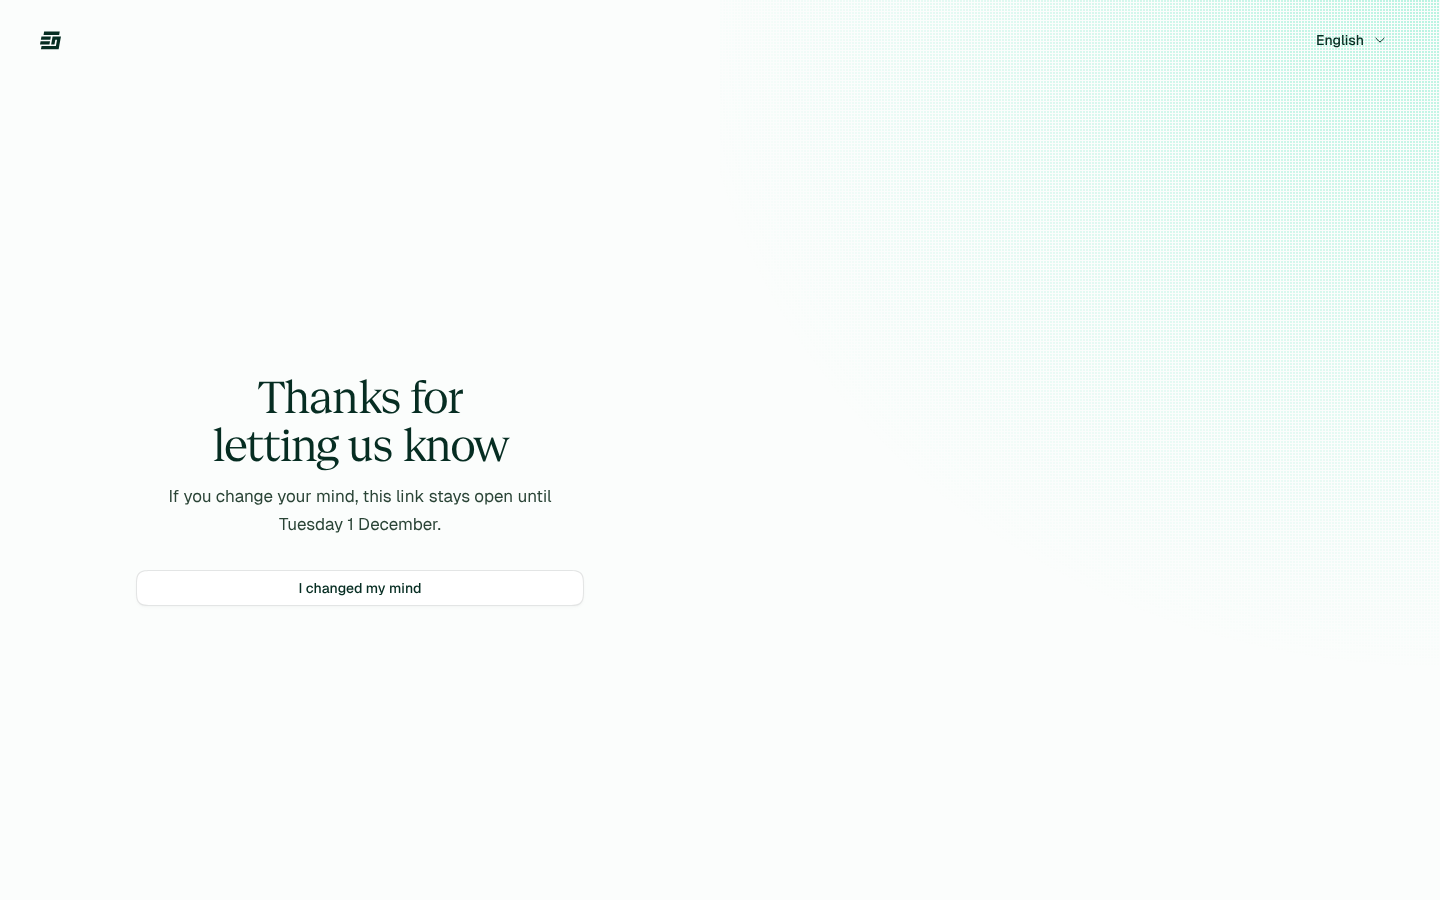 English
Thanks for
letting us know
If you change your mind, this link stays open until
Tuesday 1 December.
I changed my mind